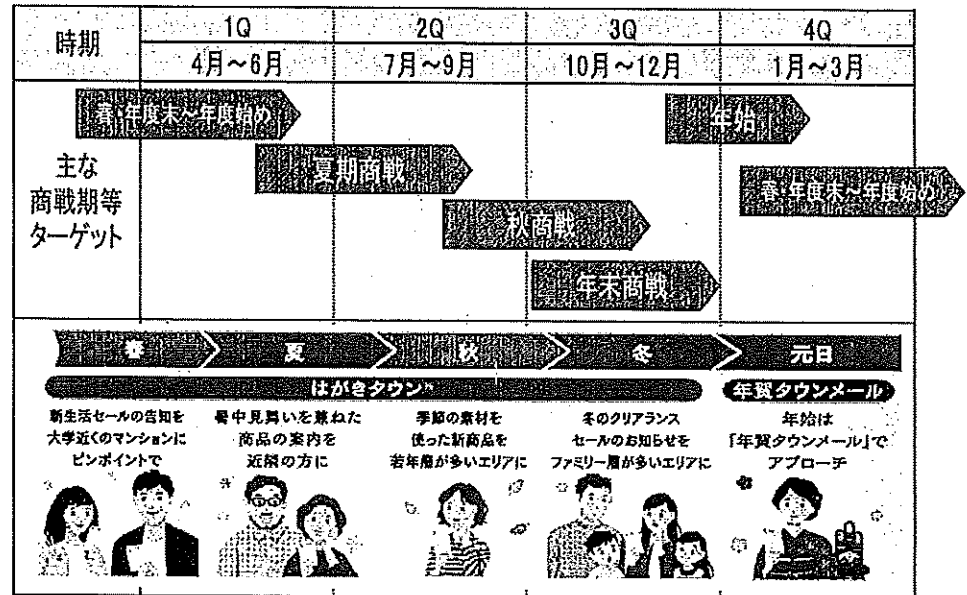 時期
1Q
2Q
3Q
4Q
4月～6月
7月～9月
10月～12月
1月～3月
主な
商戦期等
ターゲット
春・年度末～年度始め
年始
夏期商戦
春・年度末～年度始め
秋商戦
年末商戦
春
夏
秋
冬
元日
はがきタウン
年賀タウンメール
新生活セールの告知を
大学近くのマンションに
ピンポイントで
暑中見舞いを兼ねた
商品の案内を
近隣の方に
季節の素材を
使った新商品を
若年層が多いエリアに
冬のクリアランス
セールのお知らせを
ファミリー層が多いエリアに
年始は
「年賀タウンメール」で
アプローチ